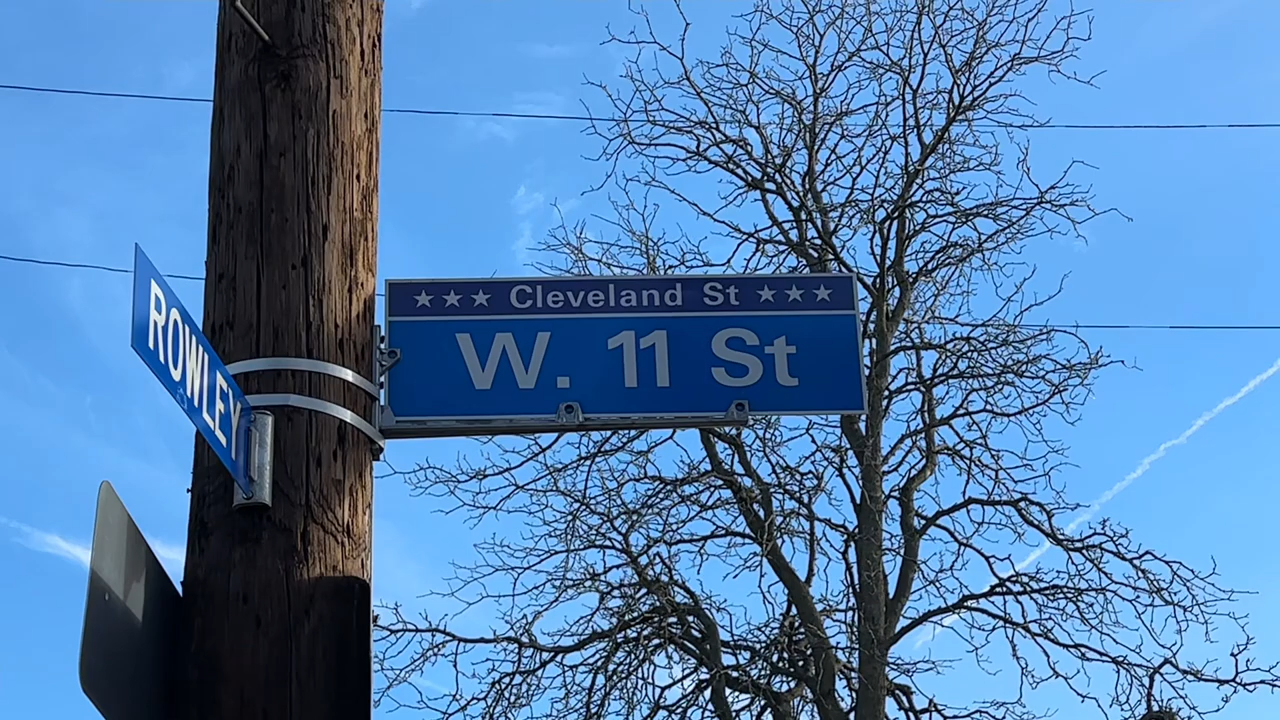 ROWLEY
★★★ Cleveland St ★★★
W. 11 St